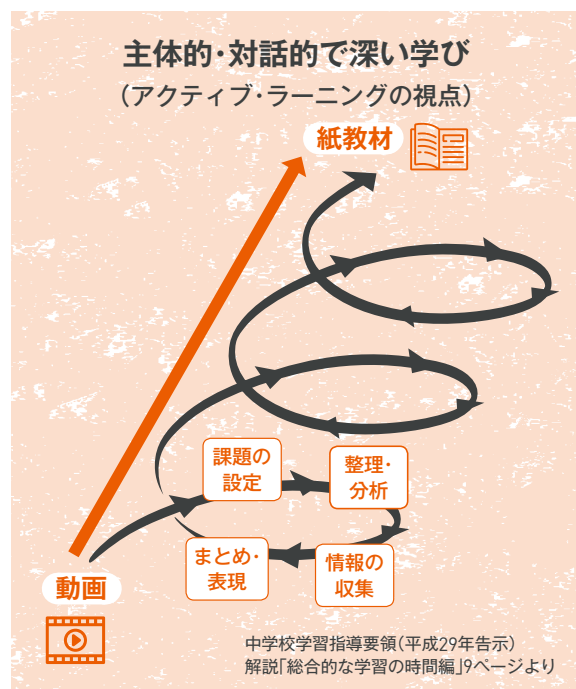 主体的・対話的で深い学び
（アクティブ・ラーニングの視点）
紙教材
課題の
設定
整理・
分析
まとめ・
表現
情報の
収集
動画
中学校学習指導要領（平成29年告示）
解説「総合的な学習の時間編」9ページより